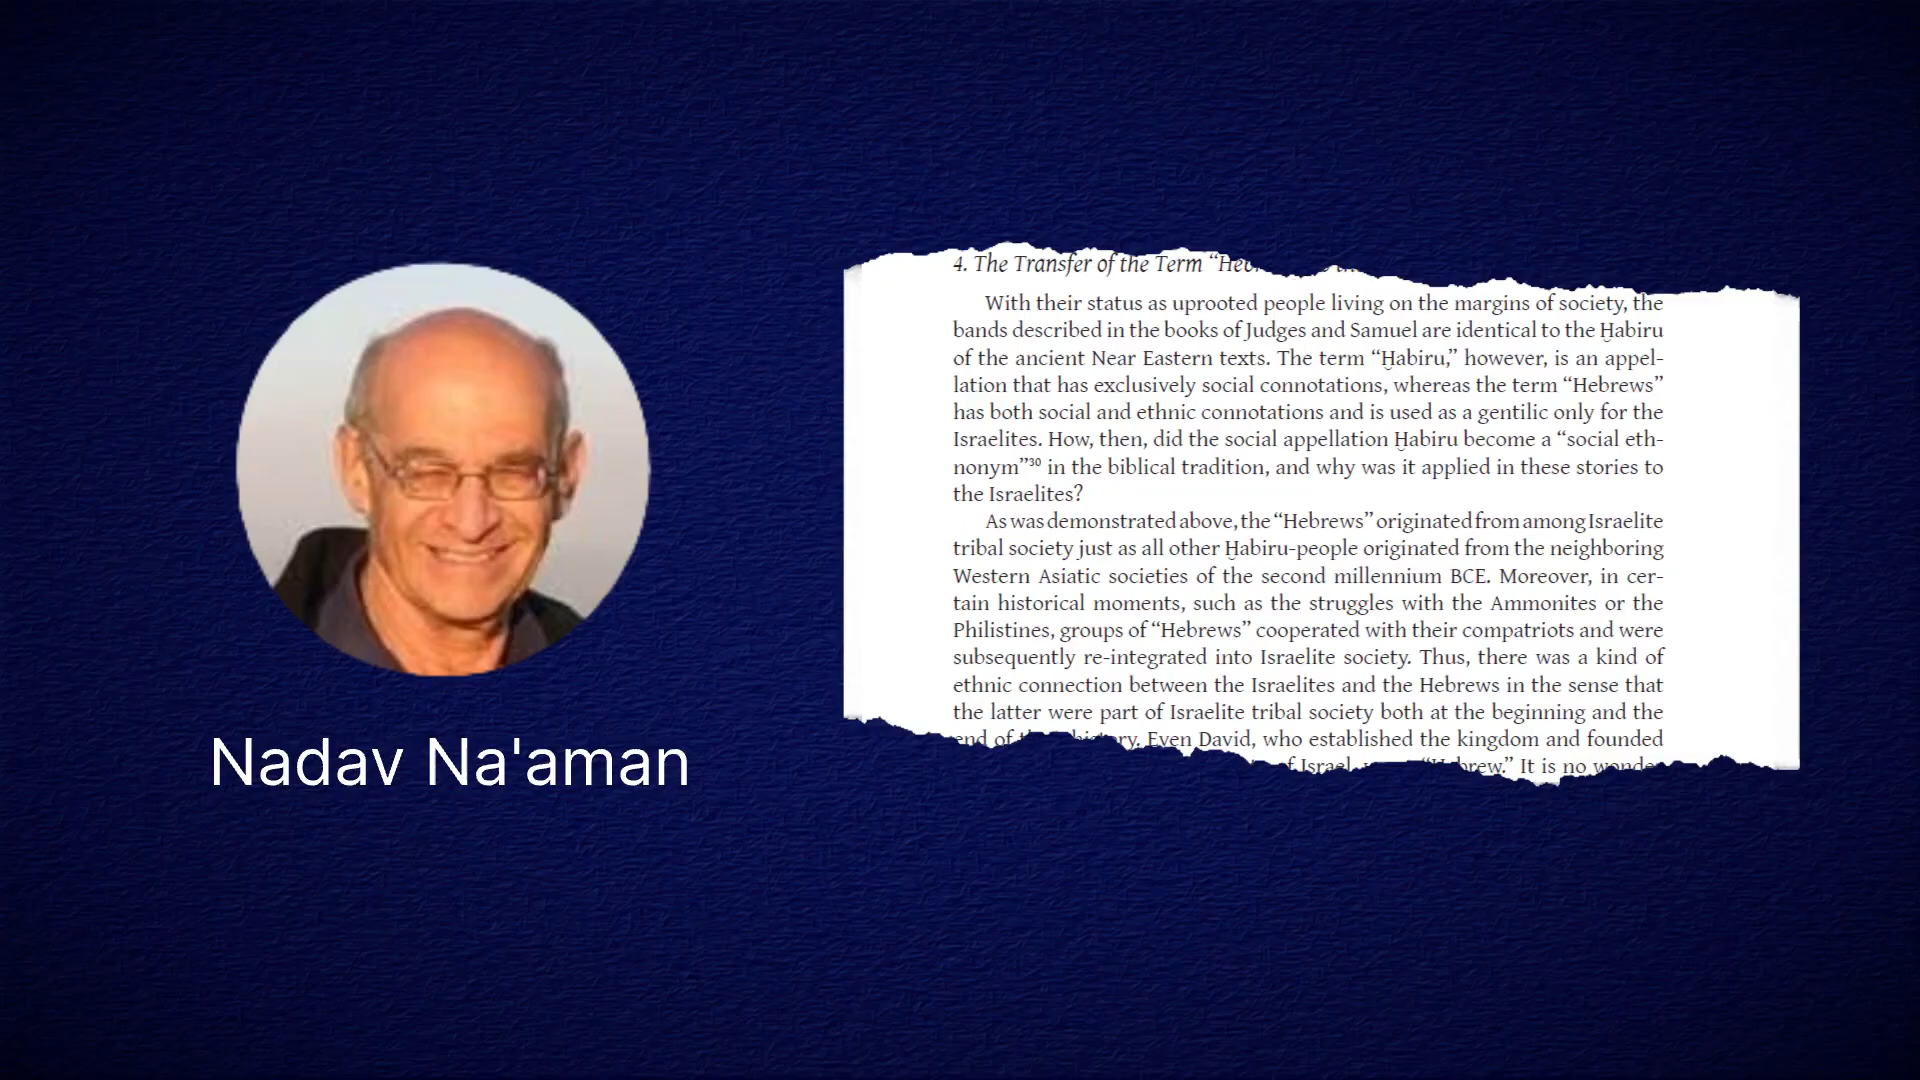 Nadav Na'aman
4. The Transfer of the Term
With their status as uprooted people living on the margins of society, the
bands described in the books of Judges and Samuel are identical to the Ḫabiru
of the ancient Near Eastern texts. The term “Ḫabiru,” however, is an appel-
lation that has exclusively social connotations, whereas the term “Hebrews”
has both social and ethnic connotations and is used as a gentilic only for the
Israelites. How, then, did the social appellation Ḫabiru become a “social eth-
nonym”³⁰ in the biblical tradition, and why was it applied in these stories to
the Israelites?
As was demonstrated above, the “Hebrews” originated from among Israelite
tribal society just as all other Ḫabiru-people originated from the neighboring
Western Asiatic societies of the second millennium BCE. Moreover, in cer-
tain historical moments, such as the struggles with the Ammonites or the
Philistines, groups of “Hebrews” cooperated with their compatriots and were
subsequently re-integrated into Israelite society. Thus, there was a kind of
ethnic connection between the Israelites and the Hebrews in the sense that
the latter were part of Israelite tribal society both at the beginning and the
end of Even David, who established the kingdom and founded
of Israel, It is no wonder